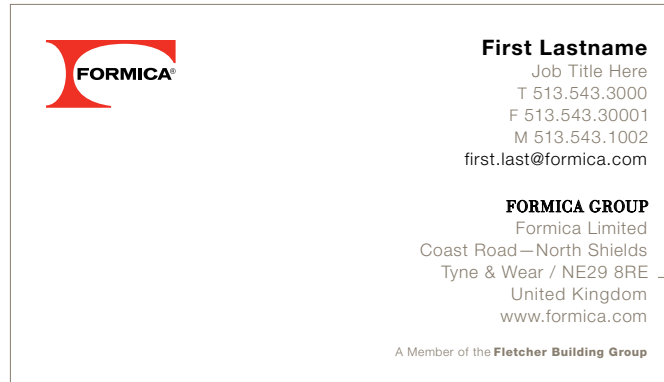 FORMICA®
First Lastname
Job Title Here
T 513.543.3000
F 513.543.30001
M 513.543.1002
first.last@formica.com
FORMICA GROUP
Formica Limited
Coast Road—North Shields
Tyne & Wear / NE29 8RE
United Kingdom
www.formica.com
A Member of the Fletcher Building Group